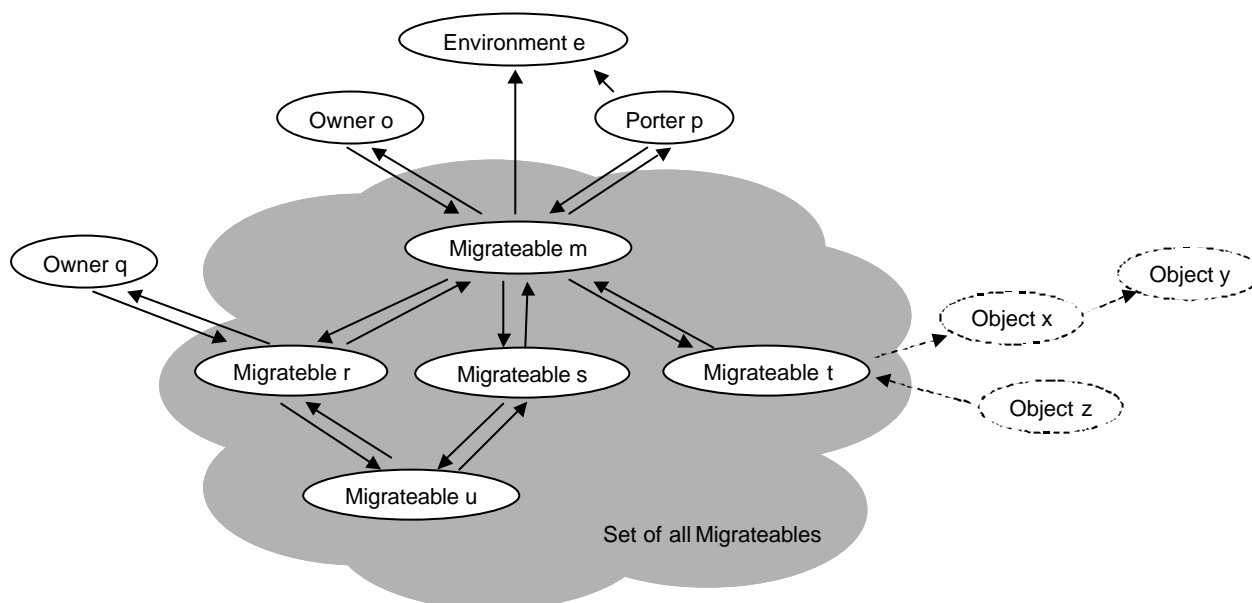 Environment e
Owner o
Porter p
Migrateable m
Owner q
Object y
Object x
Migrateble r
Migrateable s
Migrateable t
Object z
Migrateable u
Set of all Migrateables